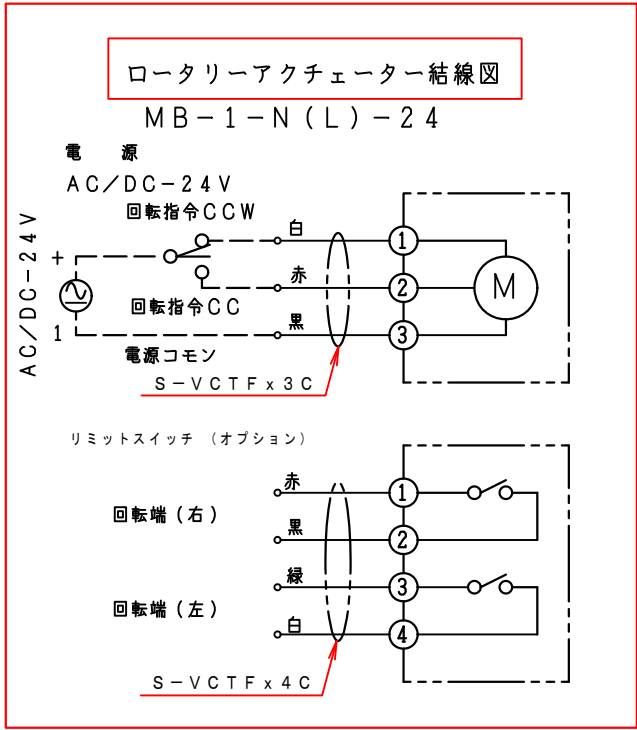 ロータリーアクチェーター結線図
MB-1-N(L)-24
電 源
AC/DC-24V
回転指令CCW
白
1
AC/DC-24V
+
赤
2
M
回転指令CC
黒
1
3
電源コモン
S-VCTFx3C
リミットスイッチ (オプション)
赤
1
回転端(右)
黒
2
緑
3
回転端(左)
白
4
S-VCTFx4C